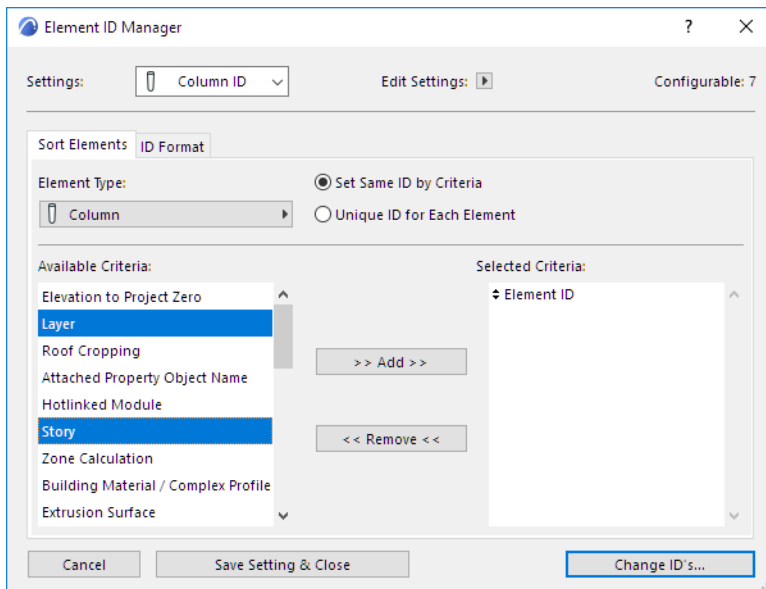 Element ID Manager ?
Settings: Column ID Edit Settings: Configurable: 7
Sort Elements ID Format
Element Type:
Column
Set Same ID by Criteria
Unique ID for Each Element
Available Criteria:
Elevation to Project Zero
Layer
Roof Cropping
Attached Property Object Name
Hotlinked Module
Story
Zone Calculation
Building Material / Complex Profile
Extrusion Surface
>> Add >>
<< Remove <<
Selected Criteria:
Element ID
Cancel Save Setting & Close Change ID's...